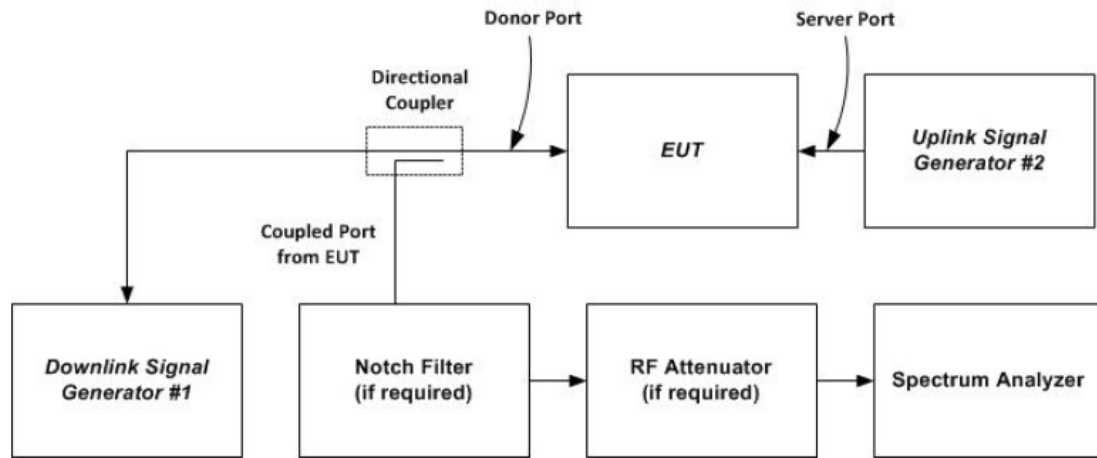 Donor Port
Server Port
Directional
Coupler
EUT
Uplink Signal
Generator #2
Coupled Port
from EUT
Downlink Signal
Generator #1
Notch Filter
(if required)
RF Attenuator
(if required)
Spectrum Analyzer